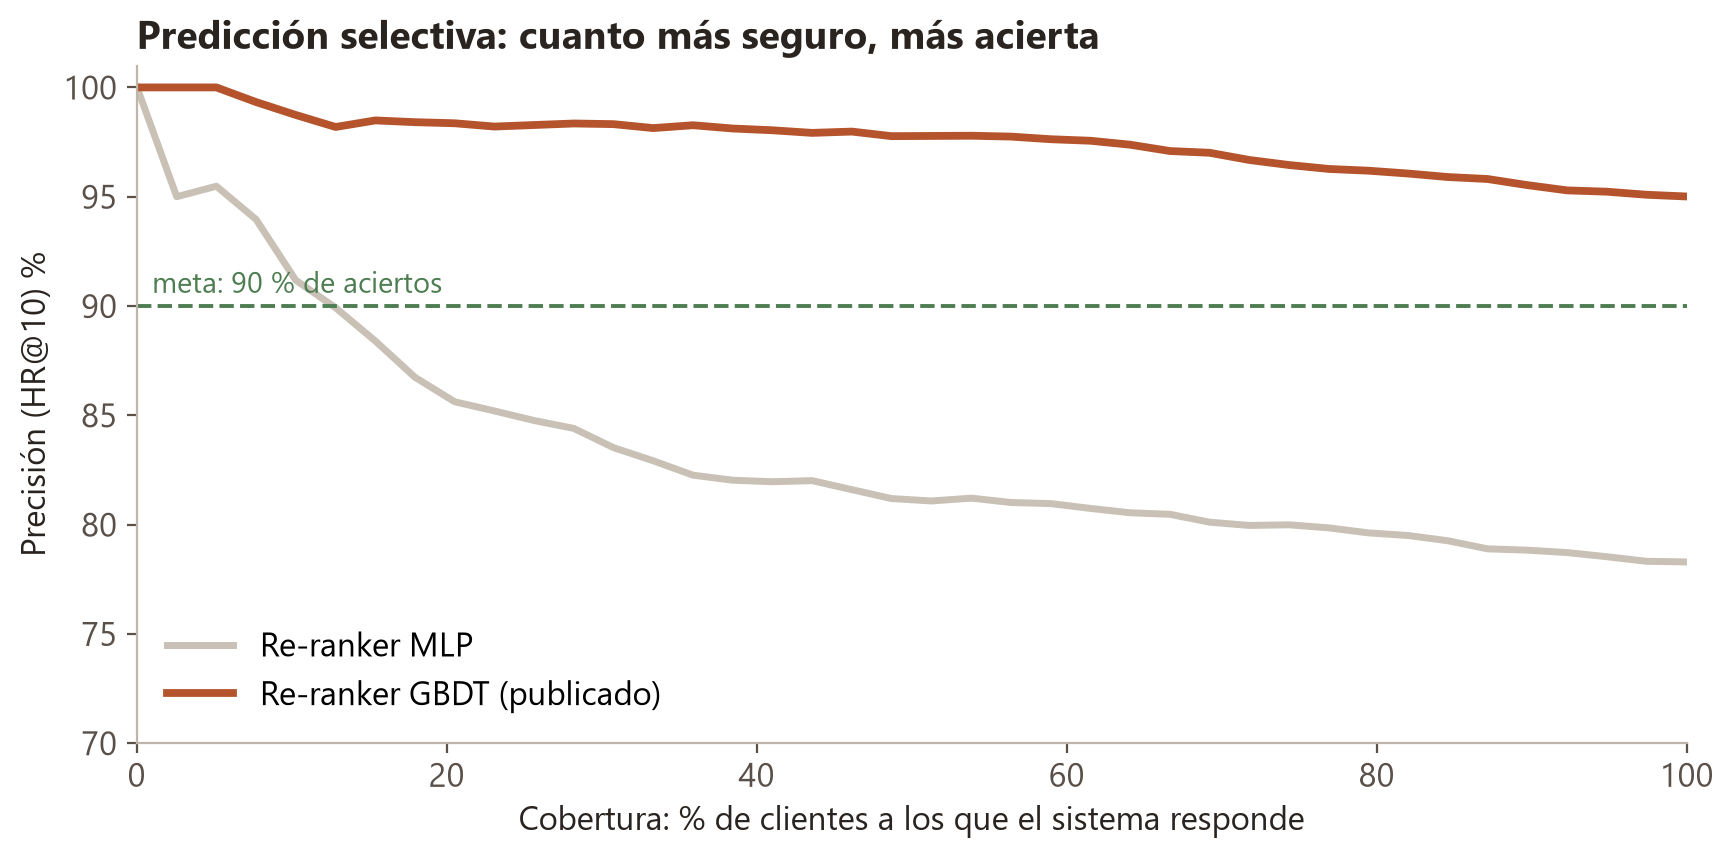 Predicción selectiva: cuanto más seguro, más acierta
Precisión (HR@10) %
100
95
90
85
80
75
70
meta: 90 % de aciertos
Re-ranker MLP
Re-ranker GBDT (publicado)
0 20 40 60 80 100
Cobertura: % de clientes a los que el sistema responde